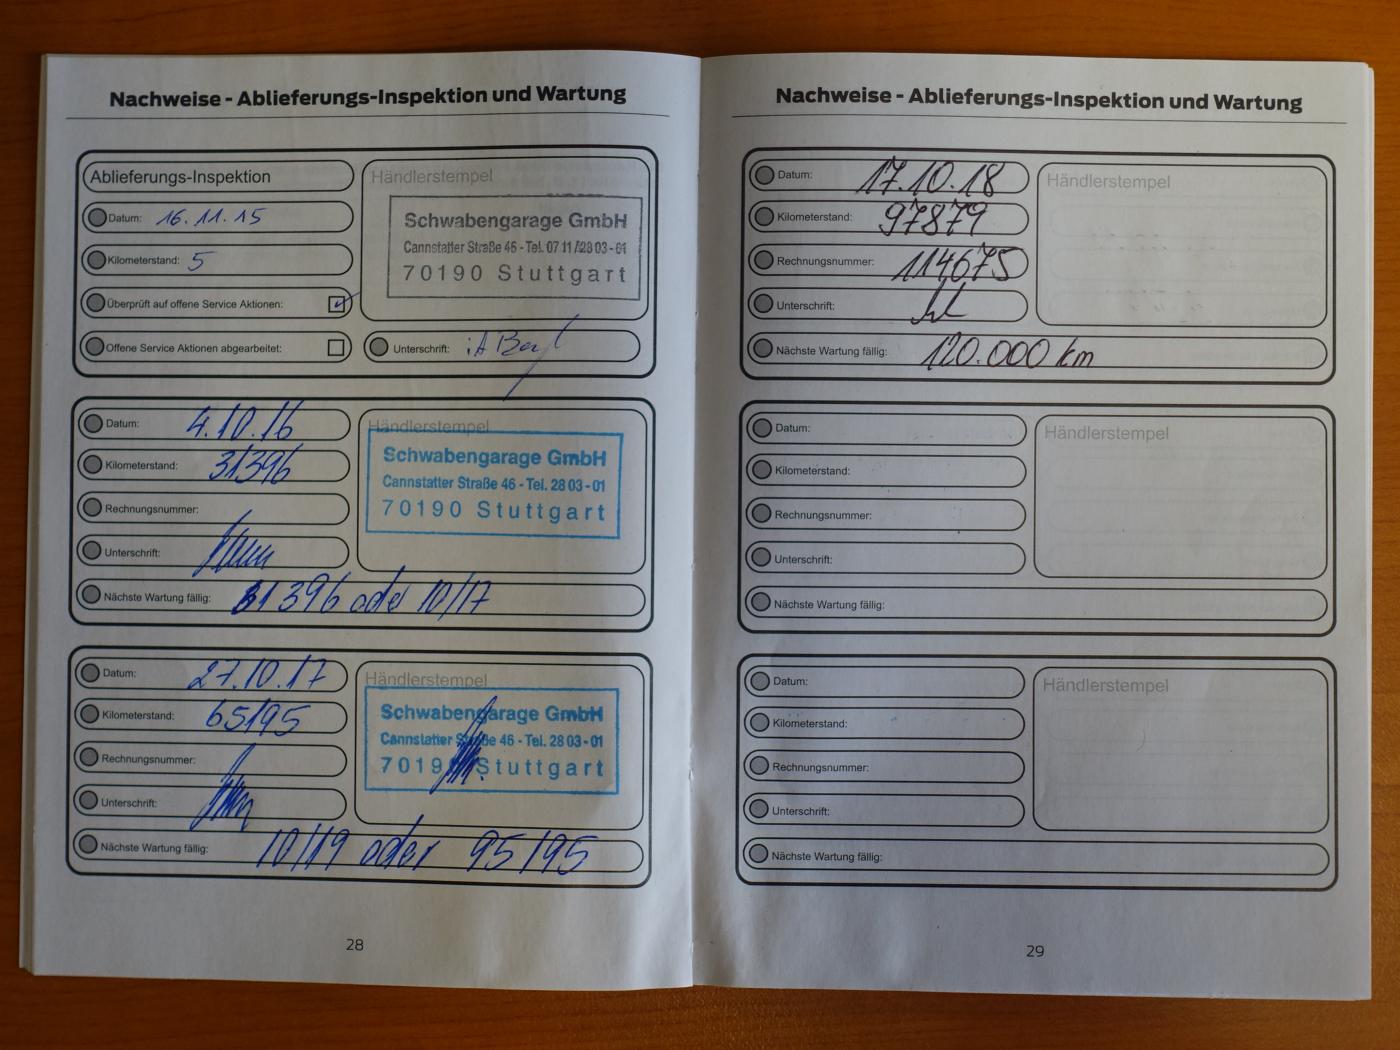 Nachweise - Ablieferungs-Inspektion und Wartung
Ablieferungs-Inspektion
Datum: 16.11.15
Kilometerstand: 5
Überprüft auf offene Service Aktionen:
Offene Service Aktionen abgearbeitet:
Händlerstempel
Schwabengarage GmbH
Cannstatter Straße 46 - Tel. 07 11/28 03 - 01
70190 Stuttgart
Unterschrift:
Datum: 4.10.16
Kilometerstand: 31396
Rechnungsnummer:
Unterschrift:
Nächste Wartung fällig: 61396 oder 10/17
Händlerstempel
Schwabengarage GmbH
Cannstatter Straße 46 - Tel. 28 03 - 01
70190 Stuttgart
Datum: 27.10.17
Kilometerstand: 65195
Rechnungsnummer:
Unterschrift:
Nächste Wartung fällig: 10/19 oder 95195
Händlerstempel
Schwabengarage GmbH
Cannstatter Straße 46 - Tel. 28 03 - 01
70190 Stuttgart
28
Nachweise - Ablieferungs-Inspektion und Wartung
Datum: 17.10.18
Kilometerstand: 97879
Rechnungsnummer: 114675
Unterschrift:
Nächste Wartung fällig: 120.000 km
Händlerstempel
Datum:
Kilometerstand:
Rechnungsnummer:
Unterschrift:
Nächste Wartung fällig:
Händlerstempel
Datum:
Kilometerstand:
Rechnungsnummer:
Unterschrift:
Nächste Wartung fällig:
Händlerstempel
29